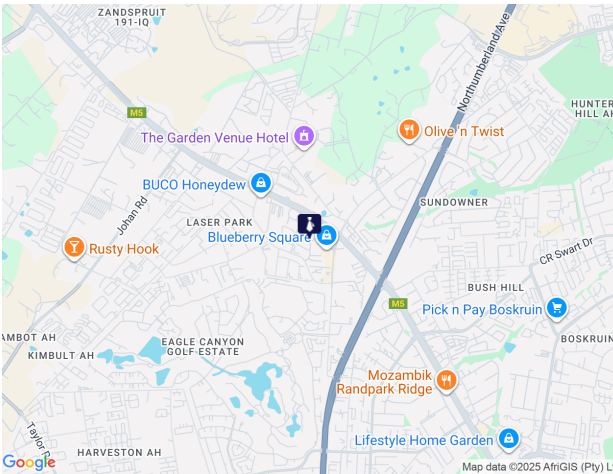 ZANDSPRUIT
191-IQ
Northumberland Ave
M5
HUNTER
HILL AH
The Garden Venue Hotel
Olive 'n Twist
BUCO Honeydew
SUNDOWNER
Johan Rd
LASER PARK
Blueberry Square
Rusty Hook
CR Swart Dr
BUSH HILL
M5
Pick n Pay Boskruin
AMBOT AH
EAGLE CANYON
GOLF ESTATE
BOSKRUIN
KIMBULT AH
Mozambik
Randpark Ridge
Taylor R
Lifestyle Home Garden
HARVESTON AH
Google
Map data ©2025 AfriGIS (Pty) L